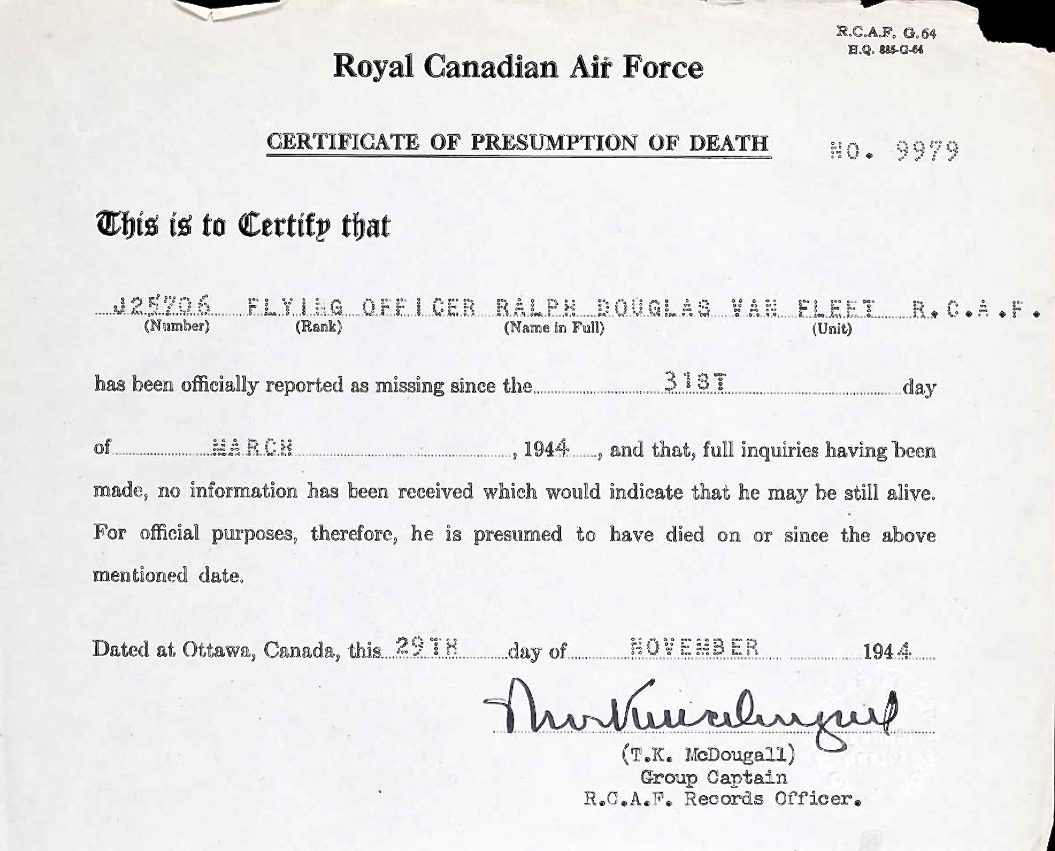 R.C.A.F. G.64
H.Q. 885-G-64
Royal Canadian Air Force
CERTIFICATE OF PRESUMPTION OF DEATH
NO. 9979
This is to Certify that
J25706 FLYING OFFICER RALPH DOUGLAS VAN FLEET R.C.A.F.
(Number) (Rank) (Name in Full) (Unit)
has been officially reported as missing since the 31ST day
of MARCH, 1944, and that, full inquiries having been
made, no information has been received which would indicate that he may be still alive.
For official purposes, therefore, he is presumed to have died on or since the above
mentioned date.
Dated at Ottawa, Canada, this 29TH day of NOVEMBER 1944
(T.K. McDougall)
Group Captain
R.C.A.F. Records Officer.